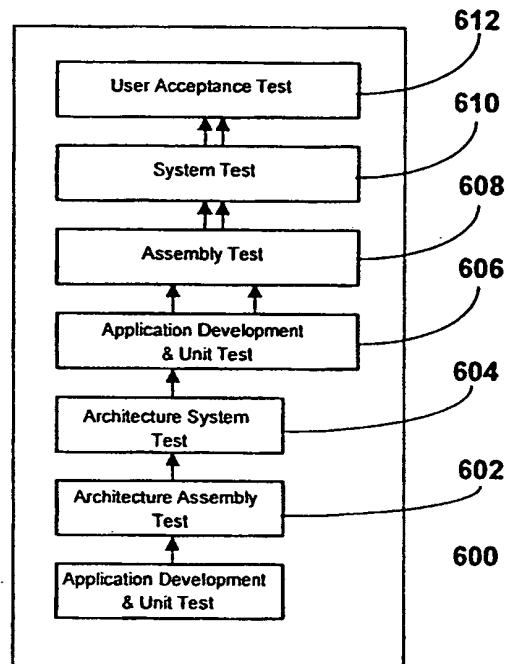 612
User Acceptance Test
610
System Test
608
Assembly Test
606
Application Development
& Unit Test
604
Architecture System
Test
602
Architecture Assembly
Test
600
Application Development
& Unit Test